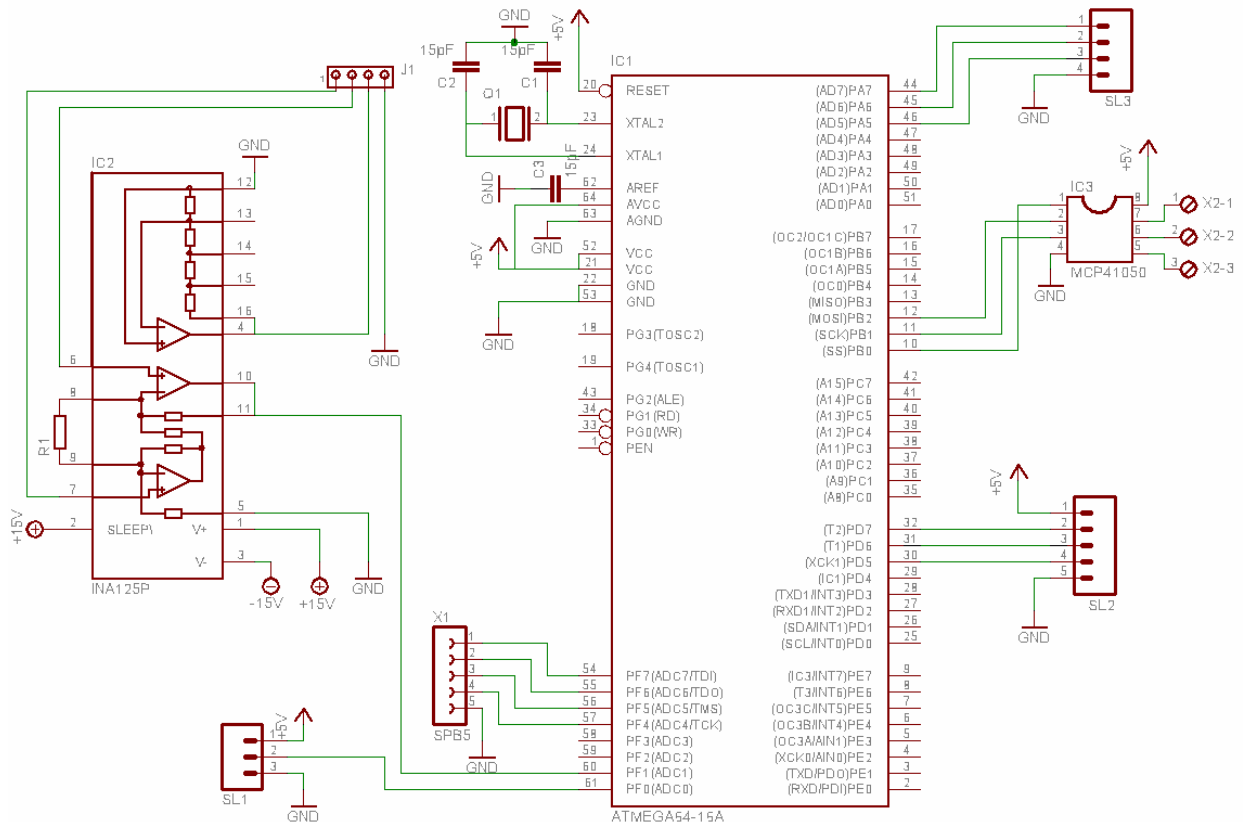 GND
+5V
15pF
15pF
C2
C1
Q1
1
2
C3
15pF
GND
GND
+5V
GND
IC1
20
RESET
23
XTAL2
24
XTAL1
62
AREF
64
AVCC
63
AGND
52
VCC
21
VCC
22
GND
53
GND
18
PG3(TOSC2)
19
PG4(TOSC1)
43
PG2(ALE)
34
PG1(RD)
33
PG0(WR)
1
PEN
54
PF7(ADC7/TDI)
55
PF6(ADC6/TDO)
56
PF5(ADC5/TMS)
57
PF4(ADC4/TCK)
58
PF3(ADC3)
59
PF2(ADC2)
60
PF1(ADC1)
61
PF0(ADC0)
ATMEGA64-16A
(AD7)PA7
44
(AD6)PA6
45
(AD5)PA5
46
(AD4)PA4
47
(AD3)PA3
48
(AD2)PA2
49
(AD1)PA1
50
(AD0)PA0
51
(OC2/OC1C)PB7
17
(OC1B)PB6
16
(OC1A)PB5
15
(OC0)PB4
14
(MISO)PB3
13
(MOSI)PB2
12
(SCK)PB1
11
(SS)PB0
10
(A15)PC7
42
(A14)PC6
41
(A13)PC5
40
(A12)PC4
39
(A11)PC3
38
(A10)PC2
37
(A9)PC1
36
(A8)PC0
35
(T2)PD7
32
(T1)PD6
31
(XCK1)PD5
30
(IC1)PD4
29
(TXD1/INT3)PD3
28
(RXD1/INT2)PD2
27
(SDA/INT1)PD1
26
(SCL/INT0)PD0
25
(IC3/INT7)PE7
9
(T3/INT6)PE6
8
(OC3C/INT5)PE5
7
(OC3B/INT4)PE4
6
(OC3A/AIN1)PE3
5
(XCK0/AIN0)PE2
4
(TXD/PDO)PE1
3
(RXD/PDI)PE0
2
1
2
3
4
SL3
GND
+5V
IC3
1
2
3
4
8
7
6
5
MCP41050
GND
1
X2-1
2
X2-2
3
X2-3
+5V
1
2
3
4
5
SL2
GND
1
J1
GND
IC2
12
13
14
15
16
4
GND
6
10
8
11
R1
9
7
5
+15V
2
SLEEP\
V+
1
V-
3
INA125P
-15V
+15V
GND
X1
1
2
3
4
5
SPB5
GND
+5V
1
2
3
SL1
GND